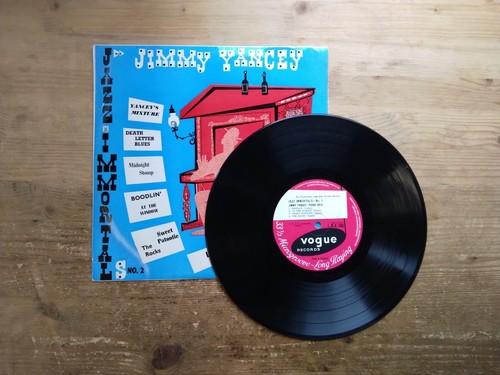 JIMMY YANCEY
JAZZ IMMORTALS
NO. 2
YANCEY'S
MIXTURE
DEATH
LETTER
BLUES
Midnight
Stomp
BOODLIN'
AT THE
WINDOW
Sweet
Patootie
The
Rocks
JAZZ IMMORTALS No. 2
JIMMY YANCEY PIANO SOLO
vogue
RECORDS
33⅓ Microgroove - Long Playing